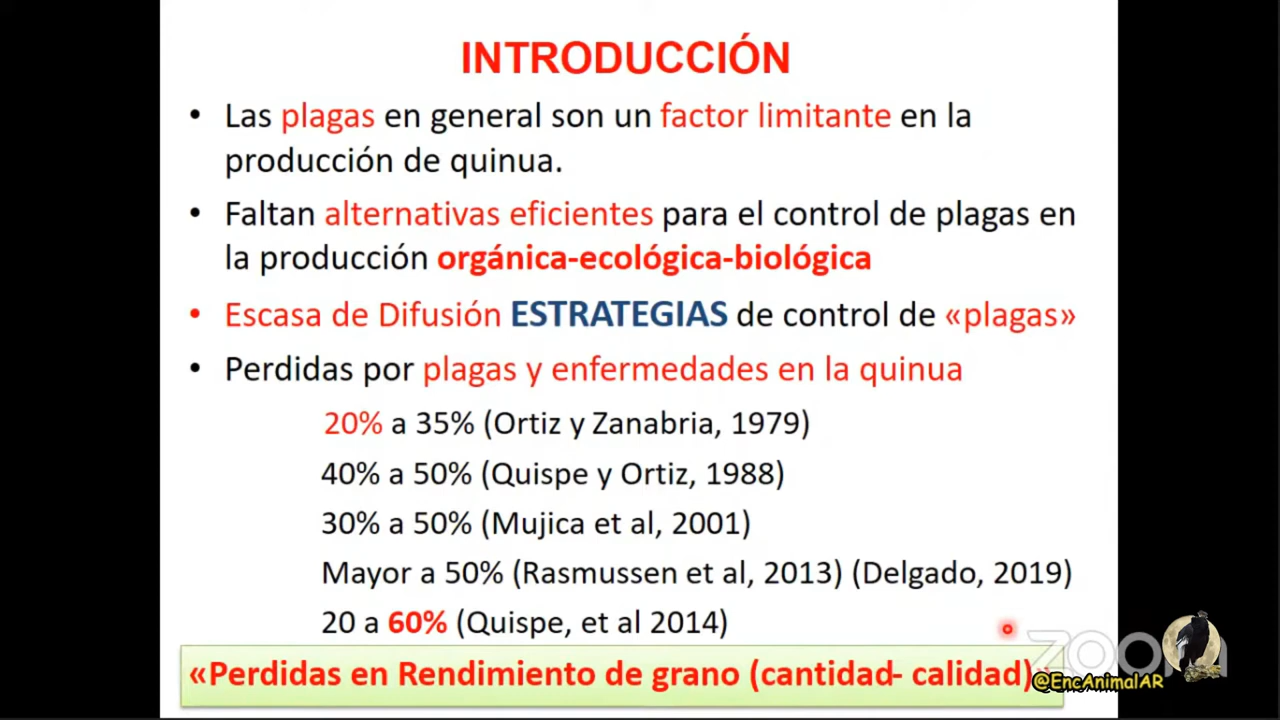 INTRODUCCIÓN
• Las plagas en general son un factor limitante en la
producción de quinua.
• Faltan alternativas eficientes para el control de plagas en
la producción orgánica-ecológica-biológica
• Escasa de Difusión ESTRATEGIAS de control de «plagas»
• Perdidas por plagas y enfermedades en la quinua
20% a 35% (Ortiz y Zanabria, 1979)
40% a 50% (Quispe y Ortiz, 1988)
30% a 50% (Mujica et al, 2001)
Mayor a 50% (Rasmussen et al, 2013) (Delgado, 2019)
20 a 60% (Quispe, et al 2014)
«Perdidas en Rendimiento de grano (cantidad- calidad)»
zoom
@EncAnimalAR